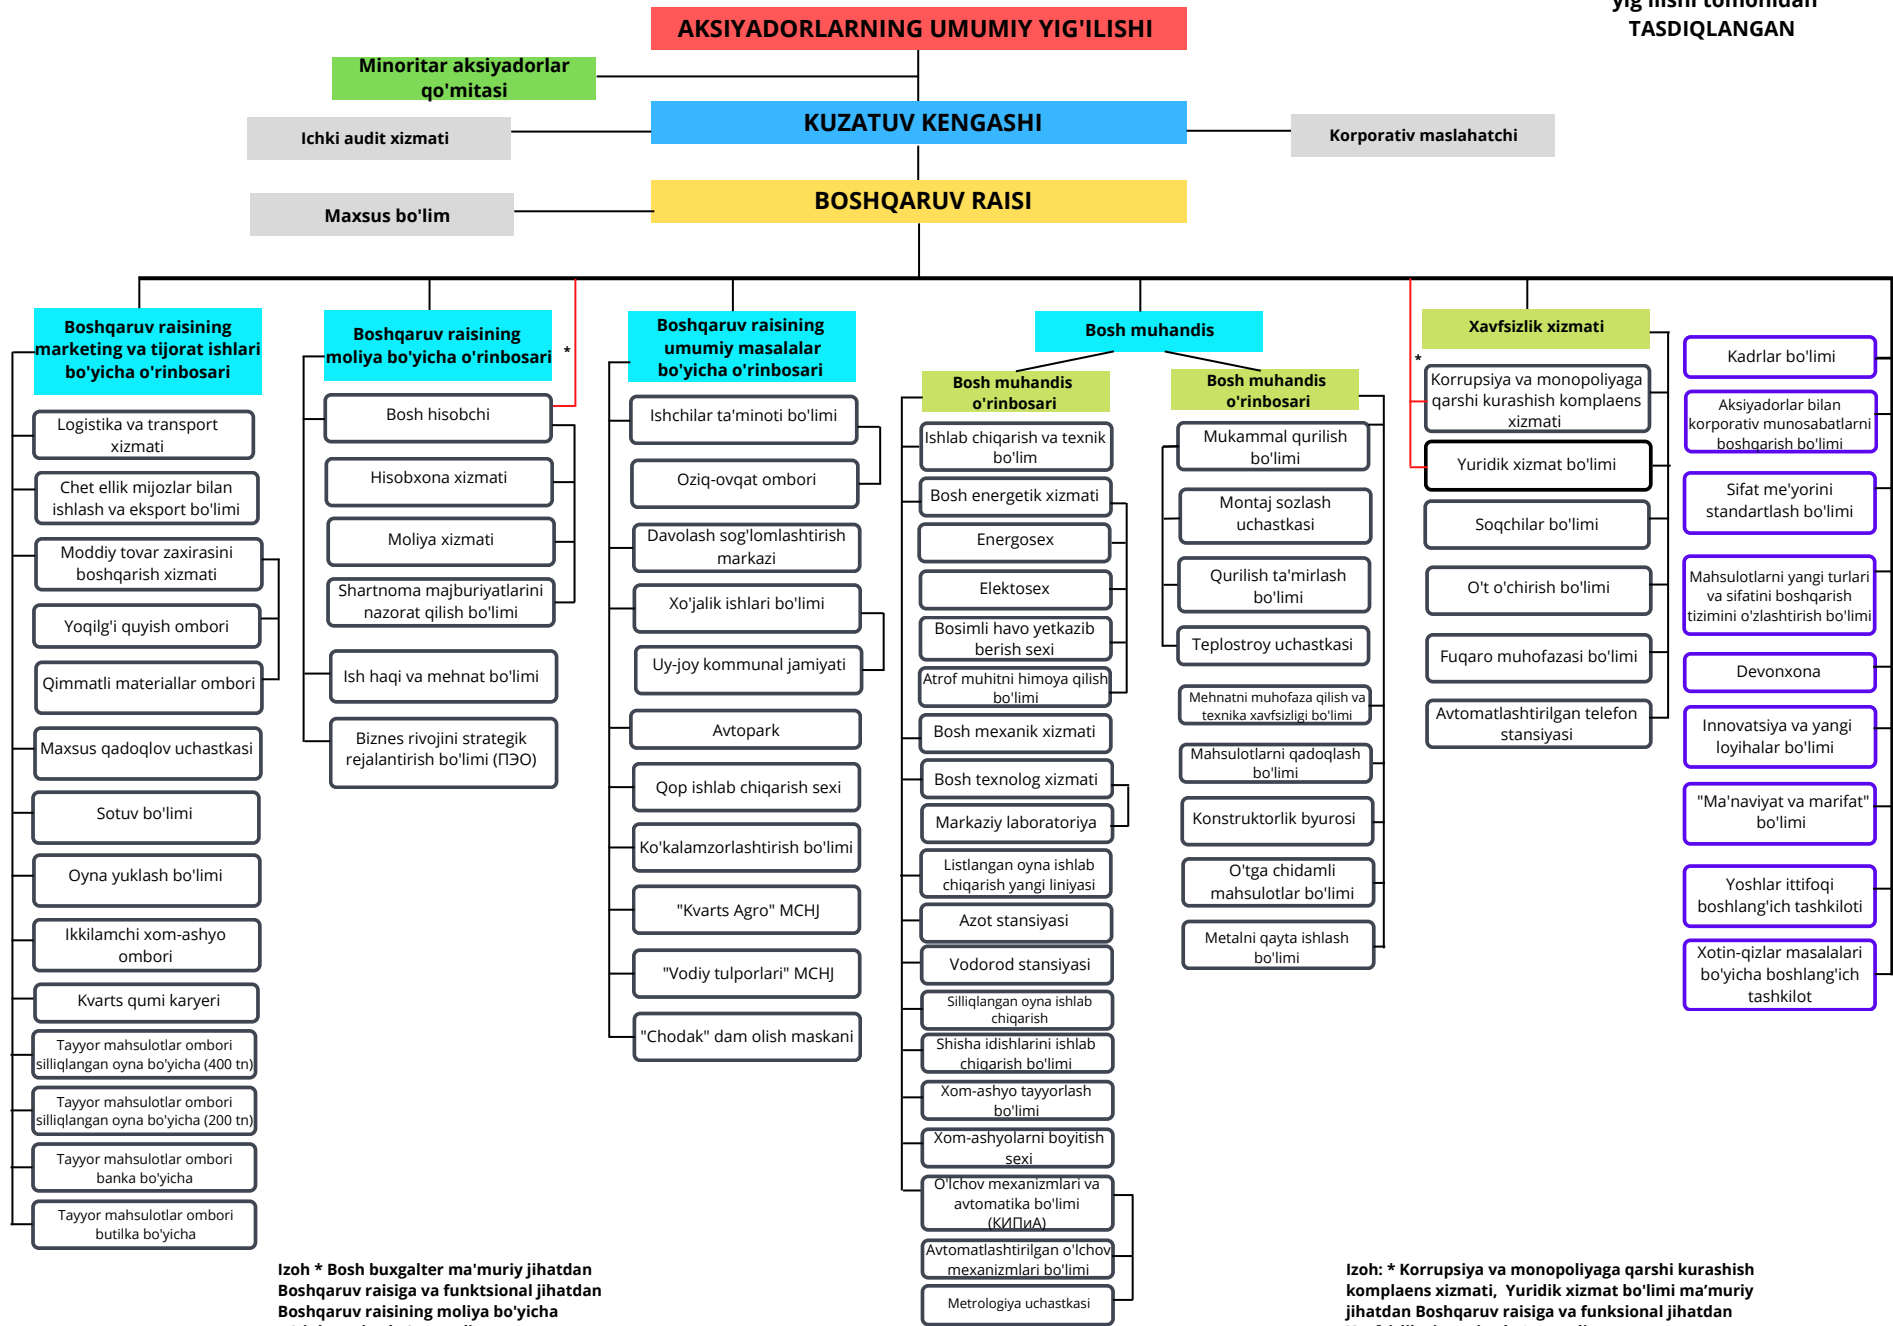 yig'ilishi tomonidan
TASDIQLANGAN
AKSIYADORLARNING UMUMIY YIG'ILISHI
Minoritar aksiyadorlar
qo'mitasi
KUZATUV KENGASHI
Ichki audit xizmati
Korporativ maslahatchi
BOSHQARUV RAISI
Maxsus bo'lim
Boshqaruv raisining
marketing va tijorat ishlari
bo'yicha o'rinbosari
Logistika va transport
xizmati
Chet ellik mijozlar bilan
ishlash va eksport bo'limi
Moddiy tovar zaxirasini
boshqarish xizmati
Yoqilg'i quyish ombori
Qimmatli materiallar ombori
Maxsus qadoqlov uchastkasi
Sotuv bo'limi
Oyna yuklash bo'limi
Ikkilamchi xom-ashyo
ombori
Kvarts qumi karyeri
Tayyor mahsulotlar ombori
silliqlangan oyna bo'yicha (400 tn)
Tayyor mahsulotlar ombori
silliqlangan oyna bo'yicha (200 tn)
Tayyor mahsulotlar ombori
banka bo'yicha
Tayyor mahsulotlar ombori
butilka bo'yicha
Boshqaruv raisining
moliya bo'yicha o'rinbosari
*
Bosh hisobchi
Hisobxona xizmati
Moliya xizmati
Shartnoma majburiyatlarini
nazorat qilish bo'limi
Ish haqi va mehnat bo'limi
Biznes rivojini strategik
rejalantirish bo'limi (ПЭО)
Boshqaruv raisining
umumiy masalalar
bo'yicha o'rinbosari
Ishchilar ta'minoti bo'limi
Oziq-ovqat ombori
Davolash sog'lomlashtirish
markazi
Xo'jalik ishlari bo'limi
Uy-joy kommunal jamiyati
Avtopark
Qop ishlab chiqarish sexi
Ko'kalamzorlashtirish bo'limi
"Kvarts Agro" MCHJ
"Vodiy tulporlari" MCHJ
"Chodak" dam olish maskani
Bosh muhandis
Bosh muhandis
o'rinbosari
Ishlab chiqarish va texnik
bo'lim
Bosh energetik xizmati
Energosex
Elektosex
Bosimli havo yetkazib
berish sexi
Atrof muhitni himoya qilish
bo'limi
Bosh mexanik xizmati
Bosh texnolog xizmati
Markaziy laboratoriya
Listlangan oyna ishlab
chiqarish yangi liniyasi
Azot stansiyasi
Vodorod stansiyasi
Silliqlangan oyna ishlab
chiqarish
Shisha idishlarini ishlab
chiqarish bo'limi
Xom-ashyo tayyorlash
bo'limi
Xom-ashyolarni boyitish
sexi
O'lchov mexanizmlari va
avtomatika bo'limi
(КИПиА)
Avtomatlashtirilgan o'lchov
mexanizmlari bo'limi
Metrologiya uchastkasi
Bosh muhandis
o'rinbosari
Mukammal qurilish
bo'limi
Montaj sozlash
uchastkasi
Qurilish ta'mirlash
bo'limi
Teplostroy uchastkasi
Mehnatni muhofaza qilish va
texnika xavfsizligi bo'limi
Mahsulotlarni qadoqlash
bo'limi
Konstruktorlik byurosi
O'tga chidamli
mahsulotlar bo'limi
Metalni qayta ishlash
bo'limi
Xavfsizlik xizmati
*
Korrupsiya va monopoliyaga
qarshi kurashish komplaens
xizmati
Yuridik xizmat bo'limi
Soqchilar bo'limi
O't o'chirish bo'limi
Fuqaro muhofazasi bo'limi
Avtomatlashtirilgan telefon
stansiyasi
Kadrlar bo'limi
Aksiyadorlar bilan
korporativ munosabatlarni
boshqarish bo'limi
Sifat me'yorini
standartlash bo'limi
Mahsulotlarni yangi turlari
va sifatini boshqarish
tizimini o'zlashtirish bo'limi
Devonxona
Innovatsiya va yangi
loyihalar bo'limi
"Ma'naviyat va marifat"
bo'limi
Yoshlar ittifoqi
boshlang'ich tashkiloti
Xotin-qizlar masalalari
bo'yicha boshlang'ich
tashkilot
Izoh * Bosh buxgalter ma'muriy jihatdan
Boshqaruv raisiga va funktsional jihatdan
Boshqaruv raisining moliya bo'yicha
Izoh: * Korrupsiya va monopoliyaga qarshi kurashish
komplaens xizmati, Yuridik xizmat bo'limi ma'muriy
jihatdan Boshqaruv raisiga va funksional jihatdan